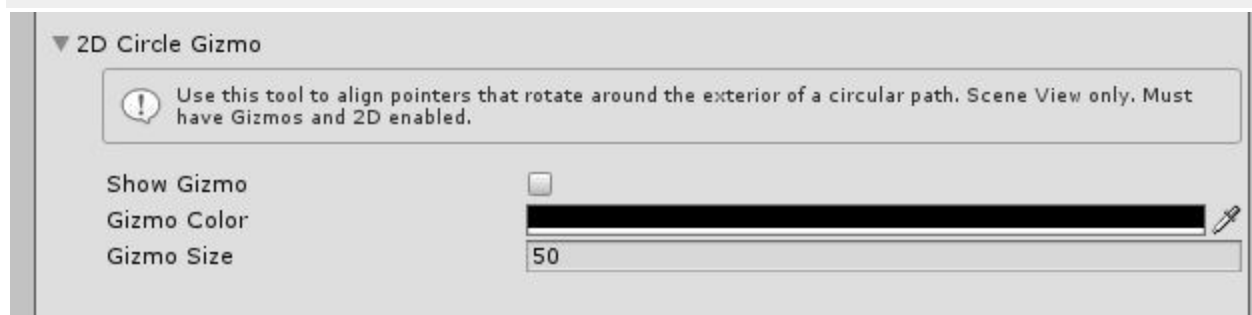 2D Circle Gizmo
Use this tool to align pointers that rotate around the exterior of a circular path. Scene View only. Must
have Gizmos and 2D enabled.
Show Gizmo
Gizmo Color
Gizmo Size 50